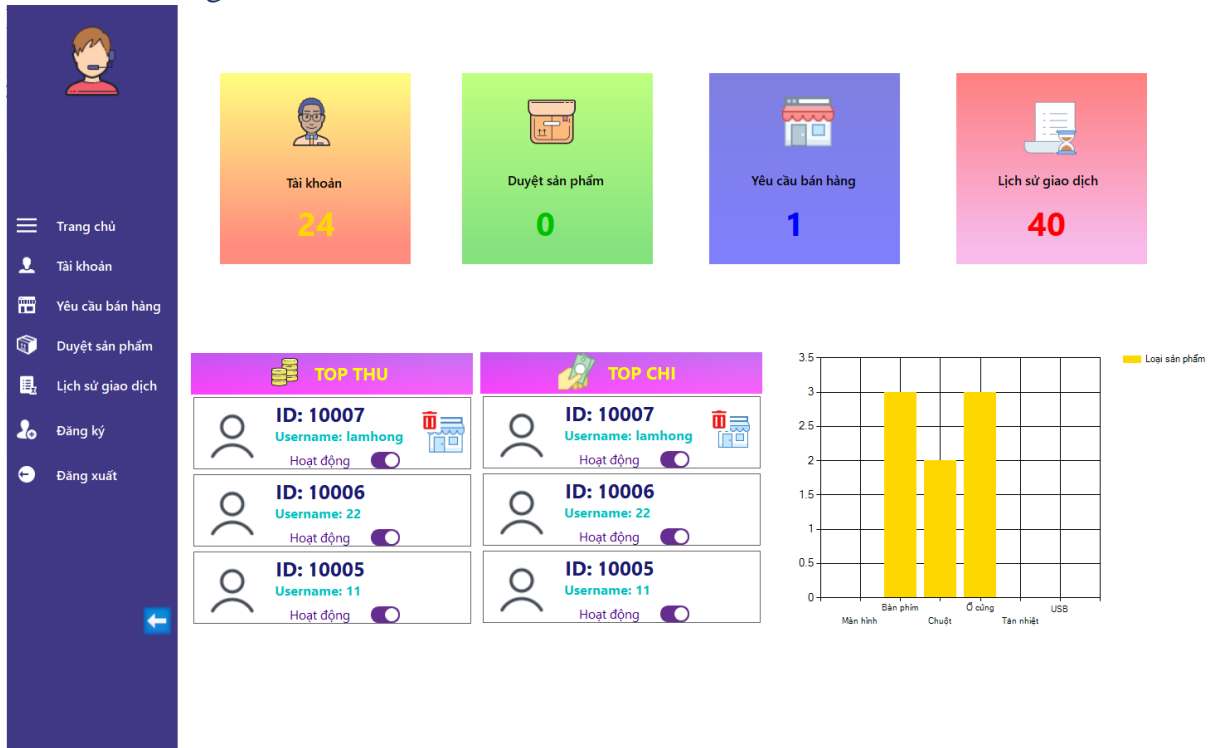 Trang chủ
Tài khoản
Yêu cầu bán hàng
Duyệt sản phẩm
Lịch sử giao dịch
Đăng ký
Đăng xuất
Tài khoản
24
Duyệt sản phẩm
0
Yêu cầu bán hàng
1
Lịch sử giao dịch
40
TOP THU
ID: 10007
Username: lamhong
Hoạt động
ID: 10006
Username: 22
Hoạt động
ID: 10005
Username: 11
Hoạt động
TOP CHI
ID: 10007
Username: lamhong
Hoạt động
ID: 10006
Username: 22
Hoạt động
ID: 10005
Username: 11
Hoạt động
3.5
3
2.5
2
1.5
1
0.5
0
Màn hình
Bàn phím
Chuột
Ổ cứng
Tản nhiệt
USB
Loại sản phẩm